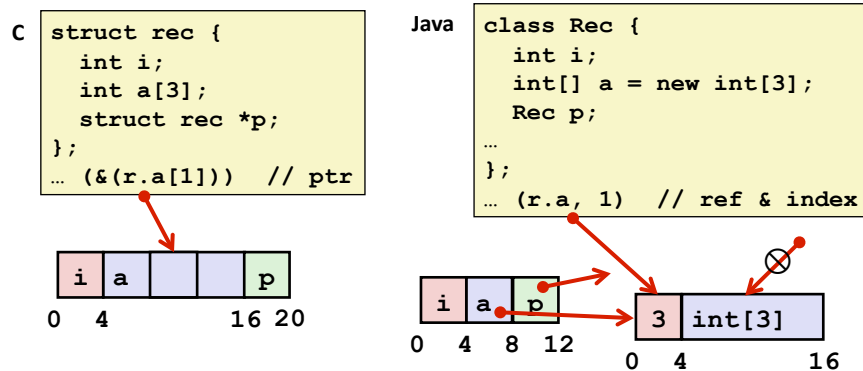 C
struct rec {
int i;
int a[3];
struct rec *p;
};
… (&(r.a[1])) // ptr
i a p
0 4 16 20
Java
class Rec {
int i;
int[] a = new int[3];
Rec p;
…
};
… (r.a, 1) // ref & index
i a p
0 4 8 12
3 int[3]
0 4 16